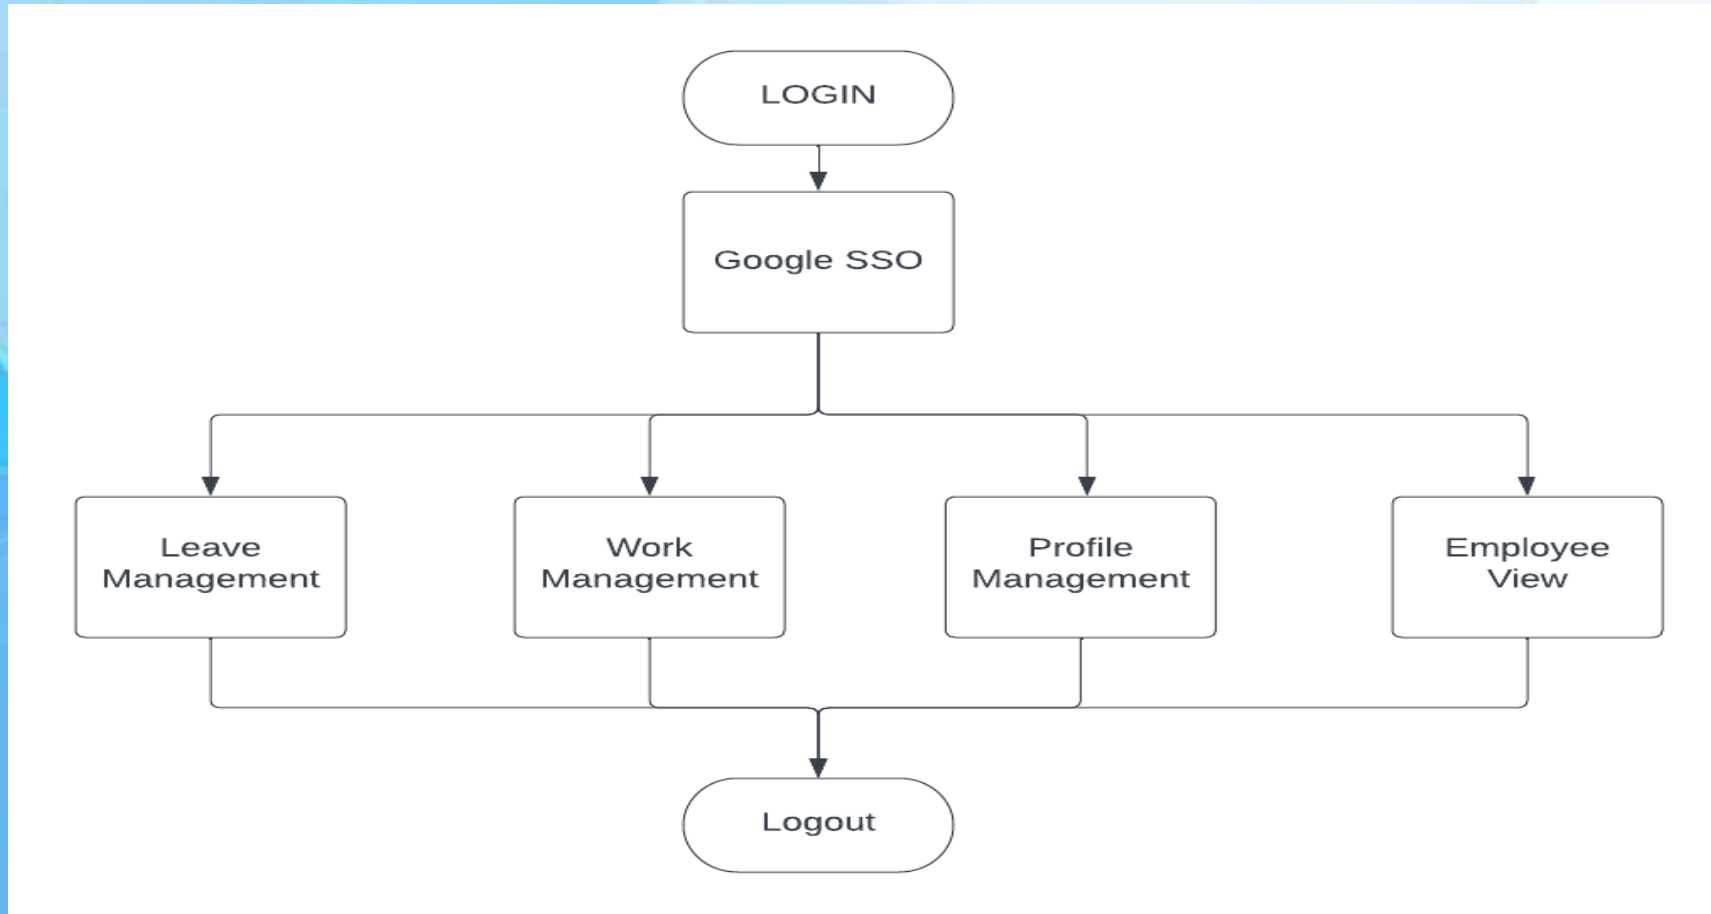 LOGIN
Google SSO
Leave
Management
Work
Management
Profile
Management
Employee
View
Logout